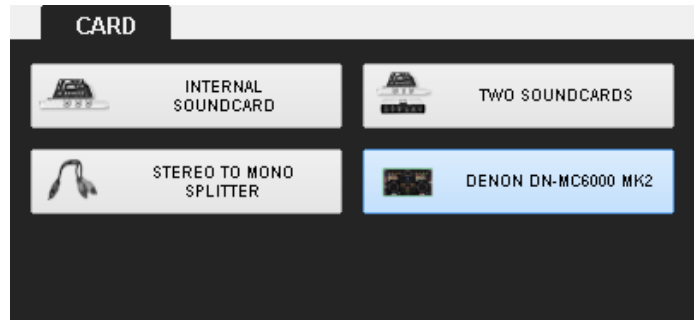 CARD
INTERNAL
SOUNDCARD
TWO SOUNDCARDS
STEREO TO MONO
SPLITTER
DENON DN-MC6000 MK2